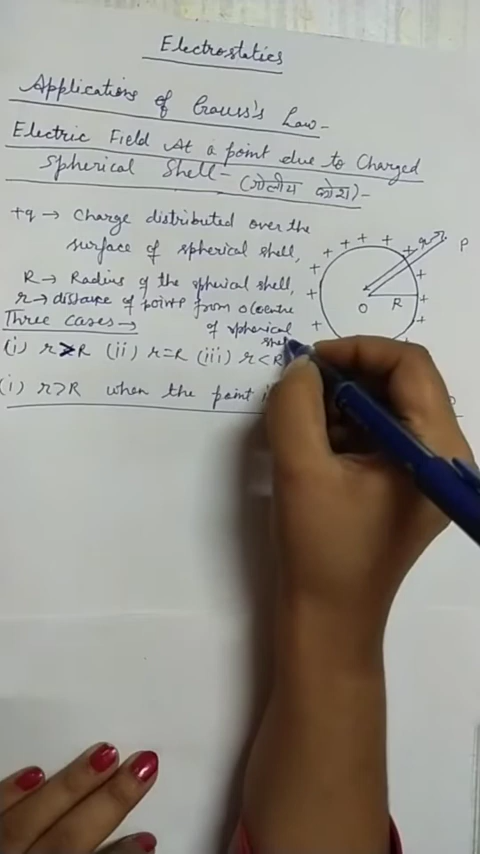 Electrostatics
Applications of Gauss's Law-
Electric Field At a point due to Charged
Spherical Shell- (गोलीय कोश)-
+q → Charge distributed over the
surface of spherical shell,
R → Radius of the spherical shell,
r → distance of point P from O (centre
of spherical
shell
Three cases →
(i) r > R (ii) r = R (iii) r < R
(i) r > R when the point
+ + + + + + + + + + +
r
P
O
R